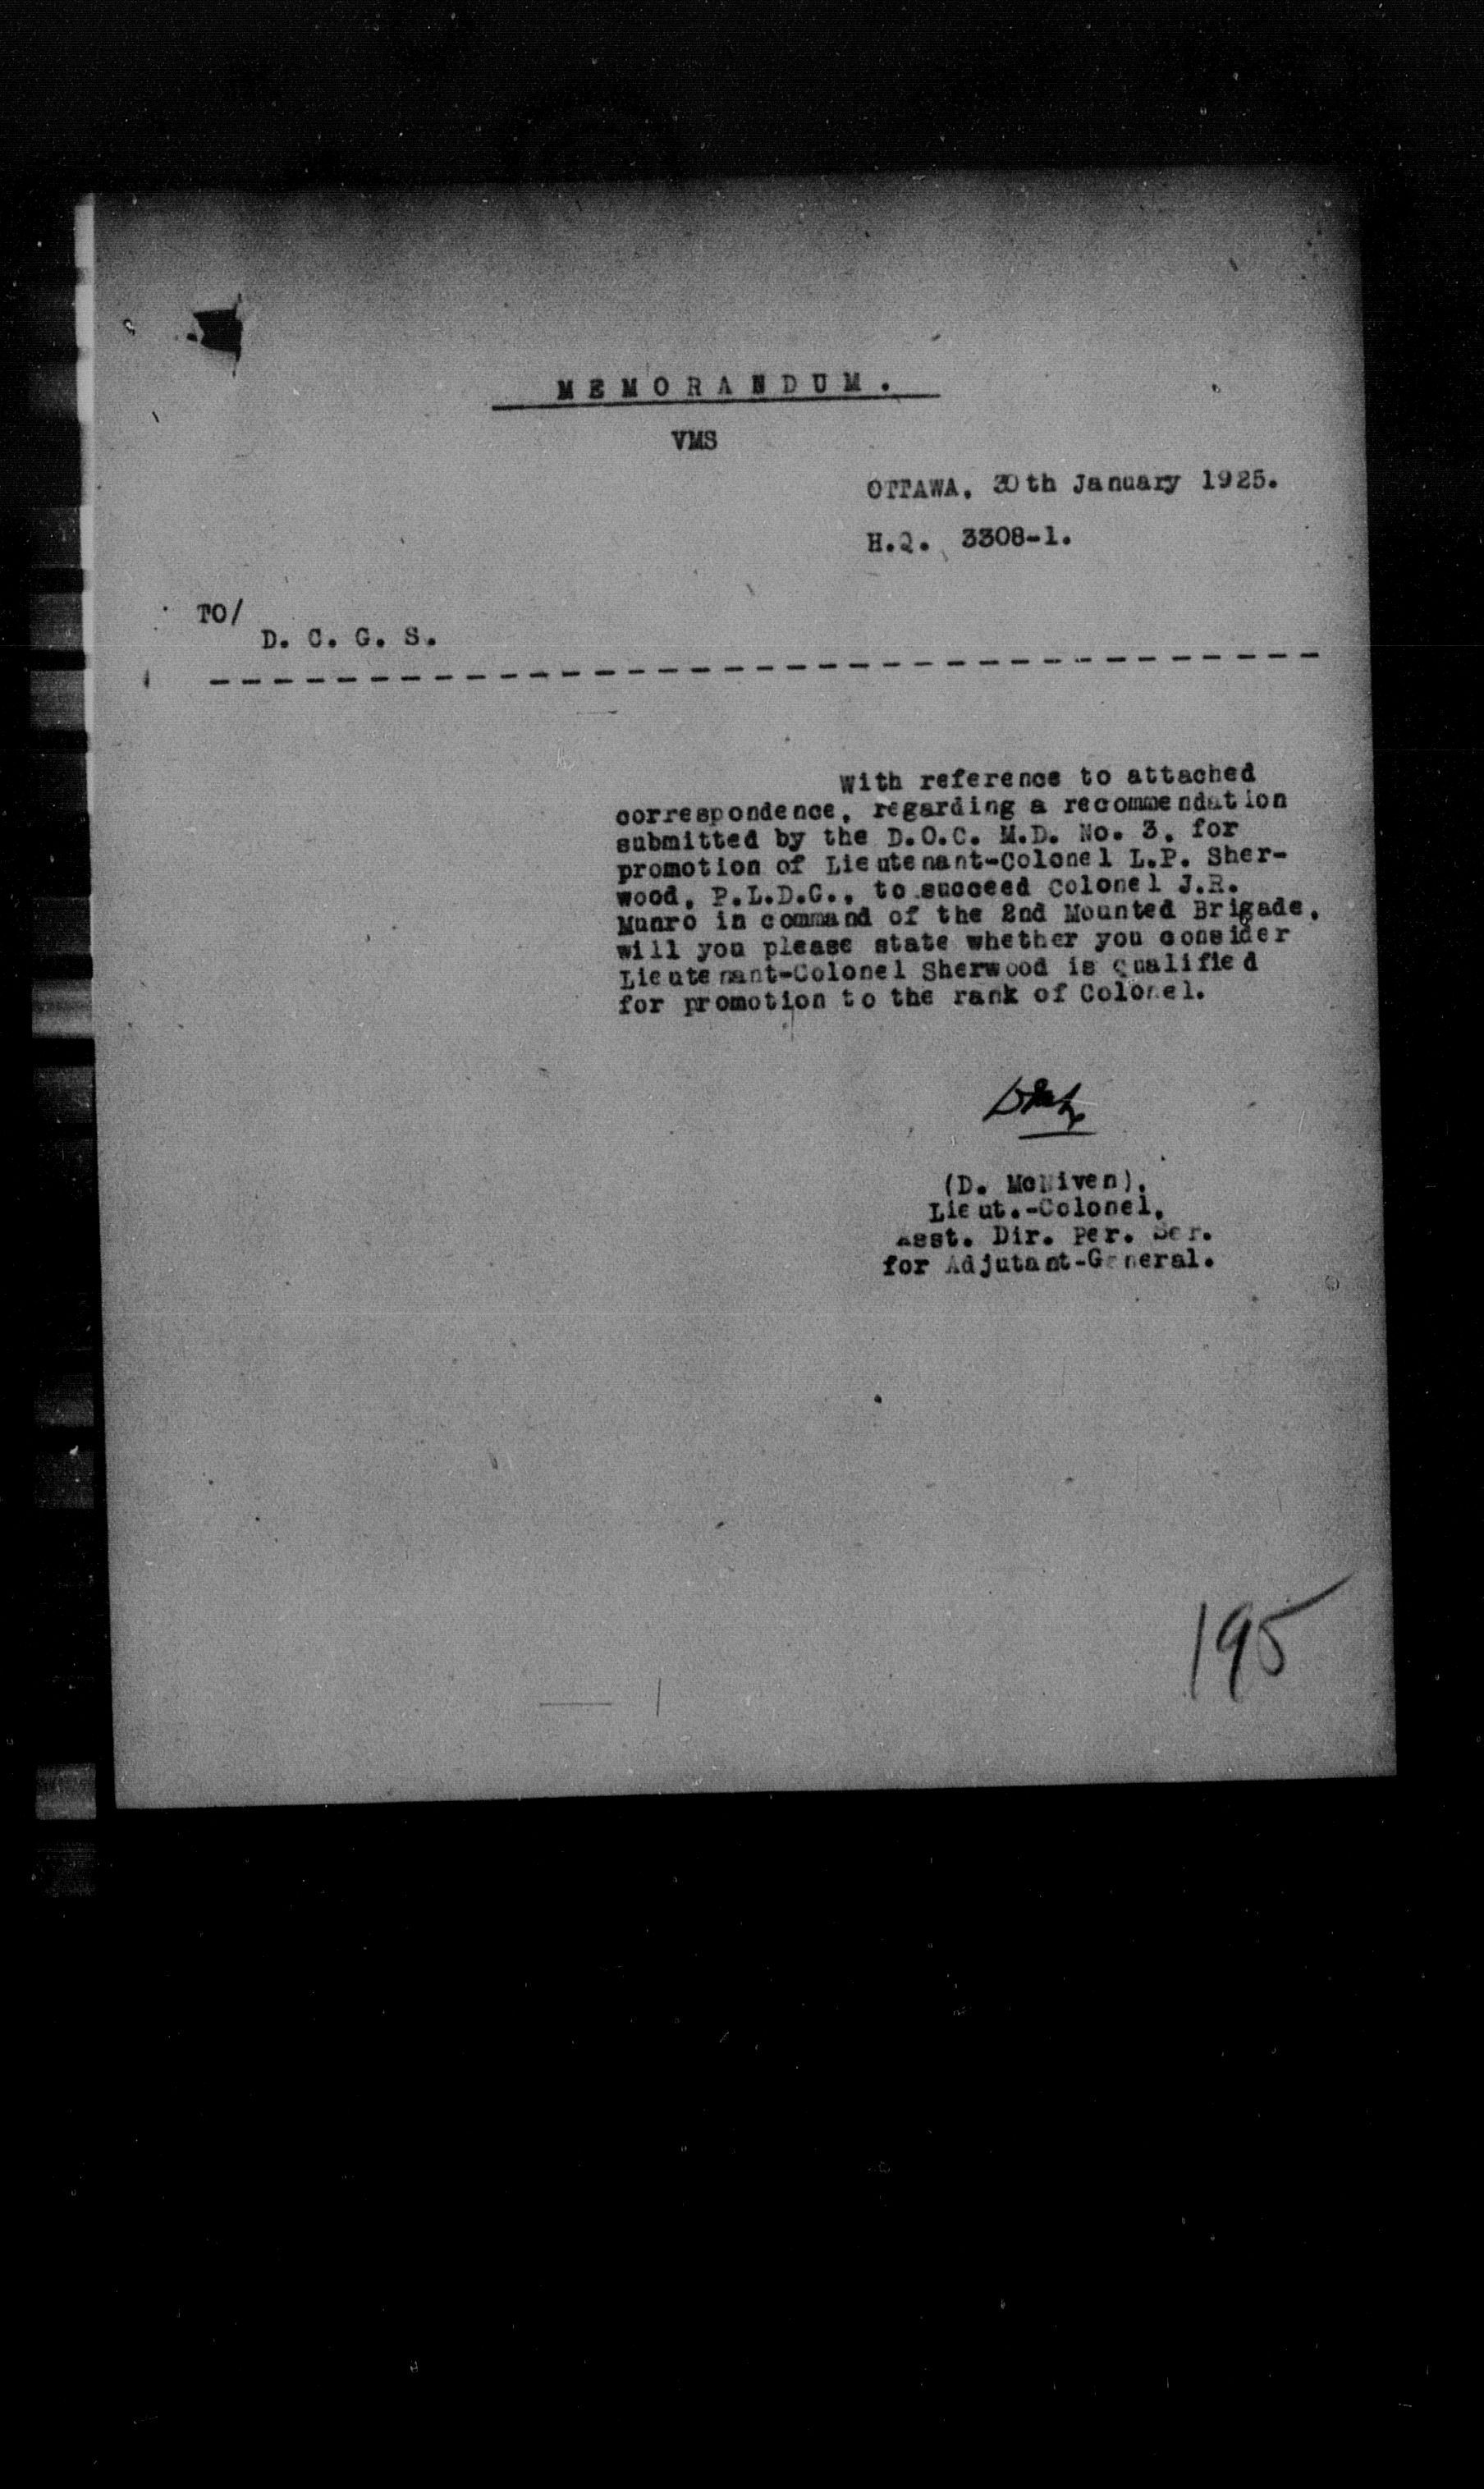 MEMORANDUM.
VMS
OTTAWA, 30th January 1925.
H.Q. 3308-1.
TO/
D. C. G. S.
With reference to attached
correspondence, regarding a recommendation
submitted by the D.O.C. M.D. No. 3, for
promotion of Lieutenant-Colonel L.P. Sher-
wood, P.L.D.G., to succeed Colonel J.R.
Munro in command of the 2nd Mounted Brigade,
will you please state whether you consider
Lieutenant-Colonel Sherwood is qualified
for promotion to the rank of Colonel.
(D. McNiven),
Lieut.-Colonel,
Asst. Dir. Per. Ser.
for Adjutant-General.
195